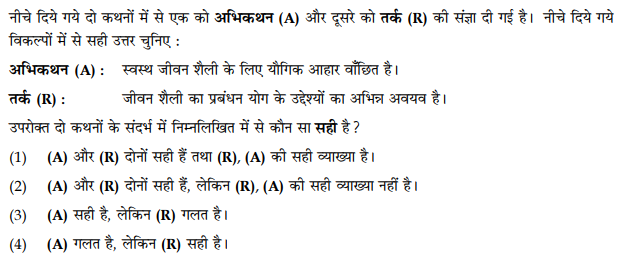 नीचे दिये गये दो कथनों में से एक को अभिकथन (A) और दूसरे को तर्क (R) की संज्ञा दी गई है। नीचे दिये गये
विकल्पों में से सही उत्तर चुनिए :
अभिकथन (A) : स्वस्थ जीवन शैली के लिए यौगिक आहार वाँछित है।
तर्क (R) : जीवन शैली का प्रबंधन योग के उद्देश्यों का अभिन्न अवयव है।
उपरोक्त दो कथनों के संदर्भ में निम्नलिखित में से कौन सा सही है ?
(1) (A) और (R) दोनों सही हैं तथा (R), (A) की सही व्याख्या है।
(2) (A) और (R) दोनों सही हैं, लेकिन (R), (A) की सही व्याख्या नहीं है।
(3) (A) सही है, लेकिन (R) गलत है।
(4) (A) गलत है, लेकिन (R) सही है।